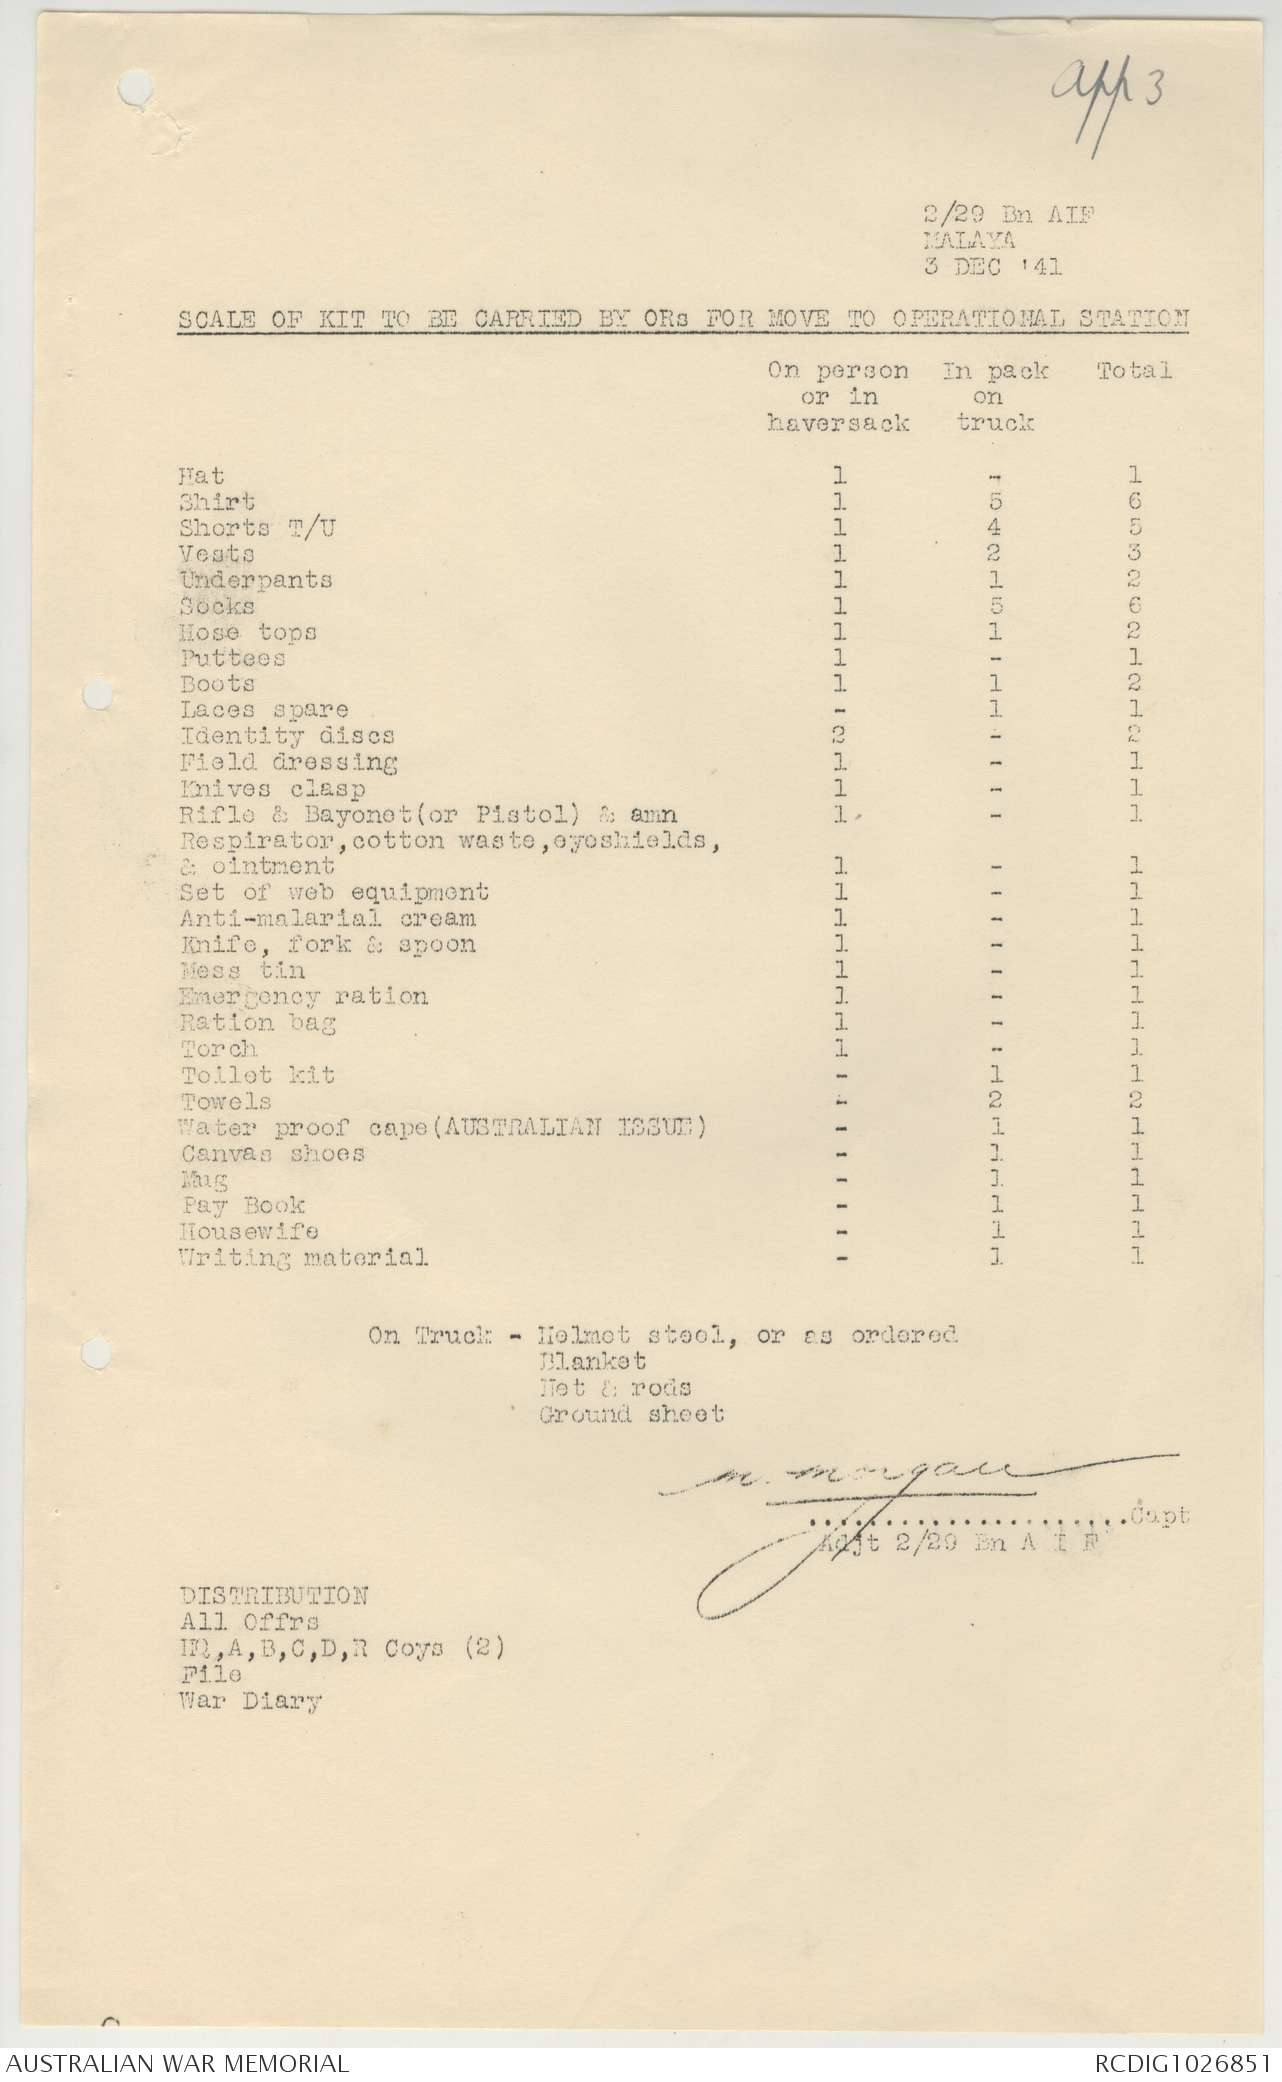 App 3
2/29 Bn AIF
MALAYA
3 DEC '41
SCALE OF KIT TO BE CARRIED BY ORs FOR MOVE TO OPERATIONAL STATION
On person In pack Total
or in on
haversack truck
Hat 1 - 1
Shirt 1 5 6
Shorts T/U 1 4 5
Vests 1 2 3
Underpants 1 1 2
Socks 1 5 6
Hose tops 1 1 2
Puttees 1 - 1
Boots 1 1 2
Laces spare - 1 1
Identity discs 2 - 2
Field dressing 1 - 1
Knives clasp 1 - 1
Rifle & Bayonet(or Pistol) & amn 1 - 1
Respirator,cotton waste,eyeshields,
& ointment 1 - 1
Set of web equipment 1 - 1
Anti-malarial cream 1 - 1
Knife, fork & spoon 1 - 1
Mess tin 1 - 1
Emergency ration 1 - 1
Ration bag 1 - 1
Torch 1 - 1
Toilet kit - 1 1
Towels - 2 2
Water proof cape(AUSTRALIAN ISSUE) - 1 1
Canvas shoes - 1 1
Mug - 1 1
Pay Book - 1 1
Housewife - 1 1
Writing material - 1 1
On Truck - Helmet steel, or as ordered
Blanket
Net & rods
Ground sheet
M. Morgan
.....................Capt
Adjt 2/29 Bn A I F
DISTRIBUTION
All Offrs
HQ,A,B,C,D,R Coys (2)
File
War Diary
AUSTRALIAN WAR MEMORIAL RCDIG1026851